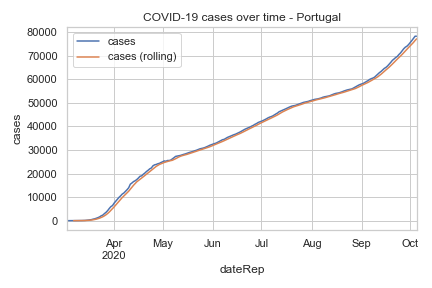 COVID-19 cases over time - Portugal
cases
cases (rolling)
80000
70000
60000
50000
40000
30000
20000
10000
0
cases
Apr
2020
May
Jun
Jul
Aug
Sep
Oct
dateRep